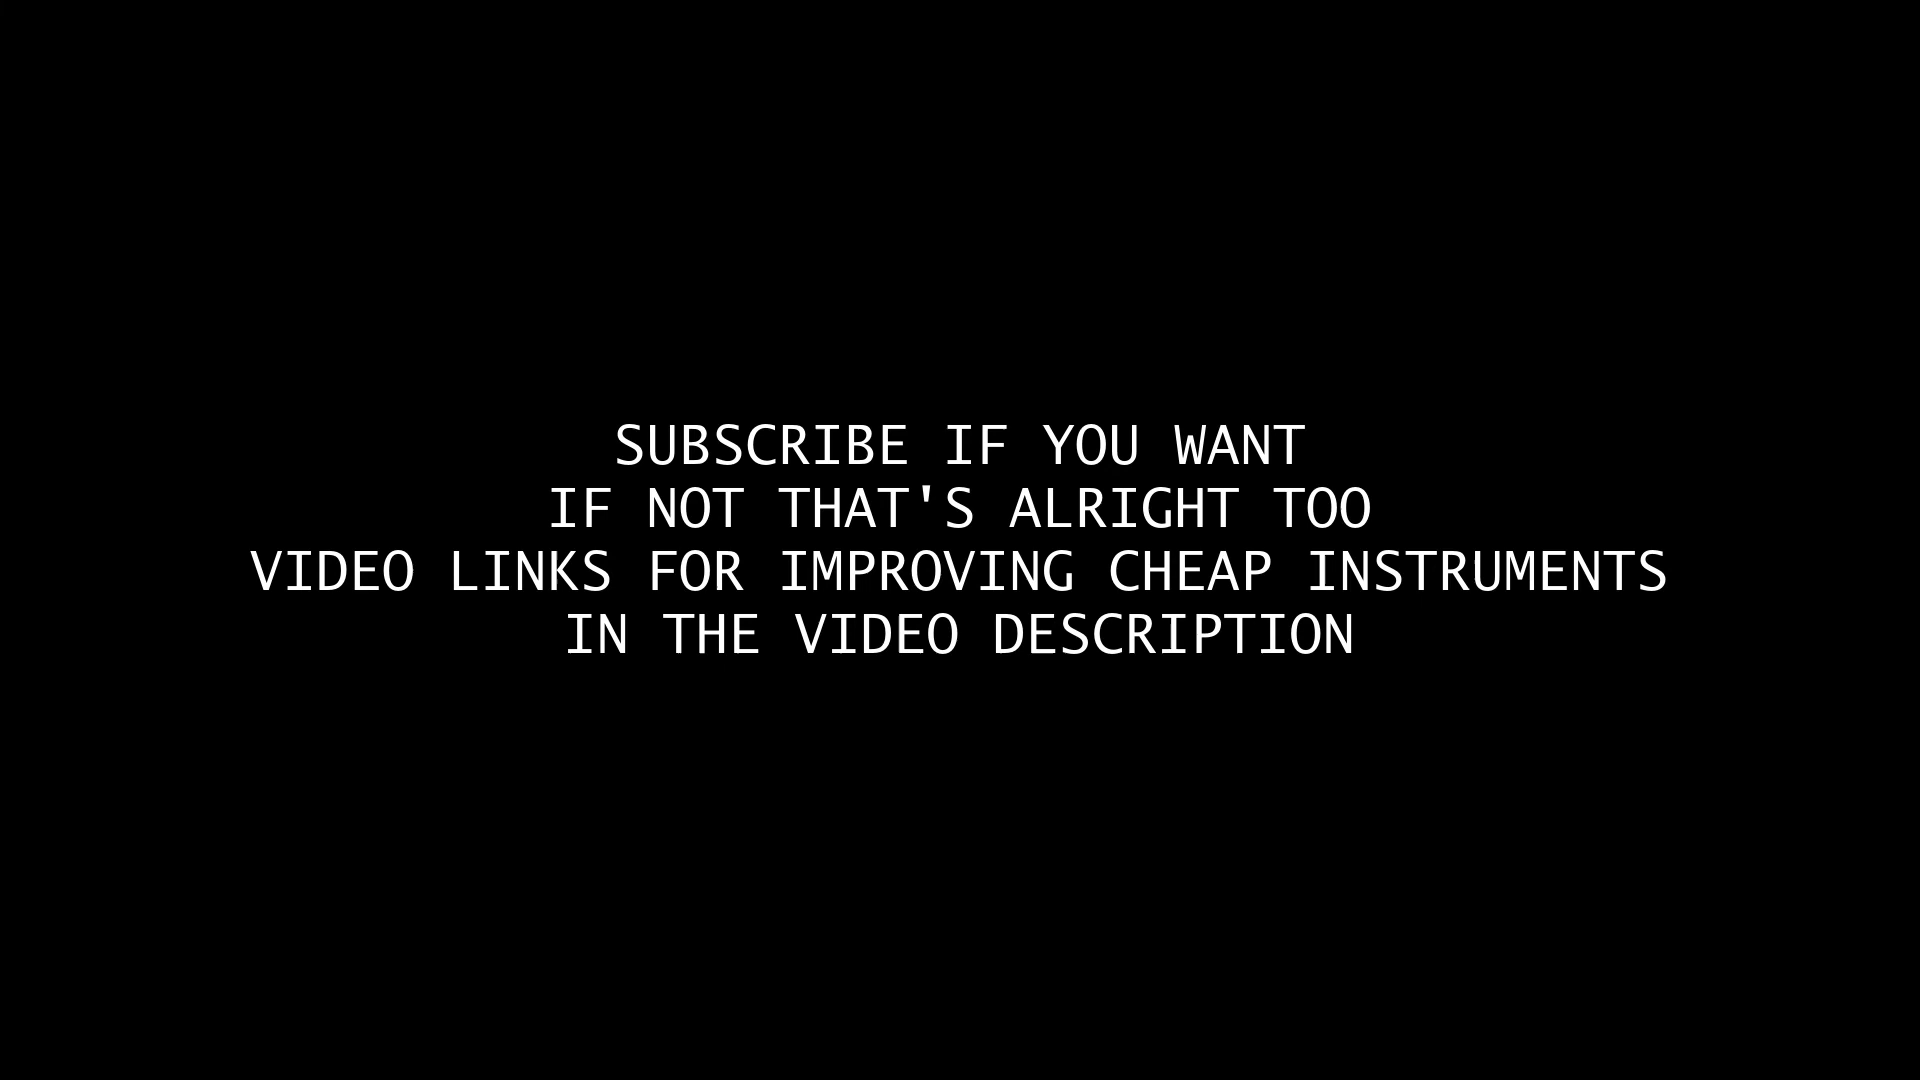 SUBSCRIBE IF YOU WANT
IF NOT THAT'S ALRIGHT TOO
VIDEO LINKS FOR IMPROVING CHEAP INSTRUMENTS
IN THE VIDEO DESCRIPTION